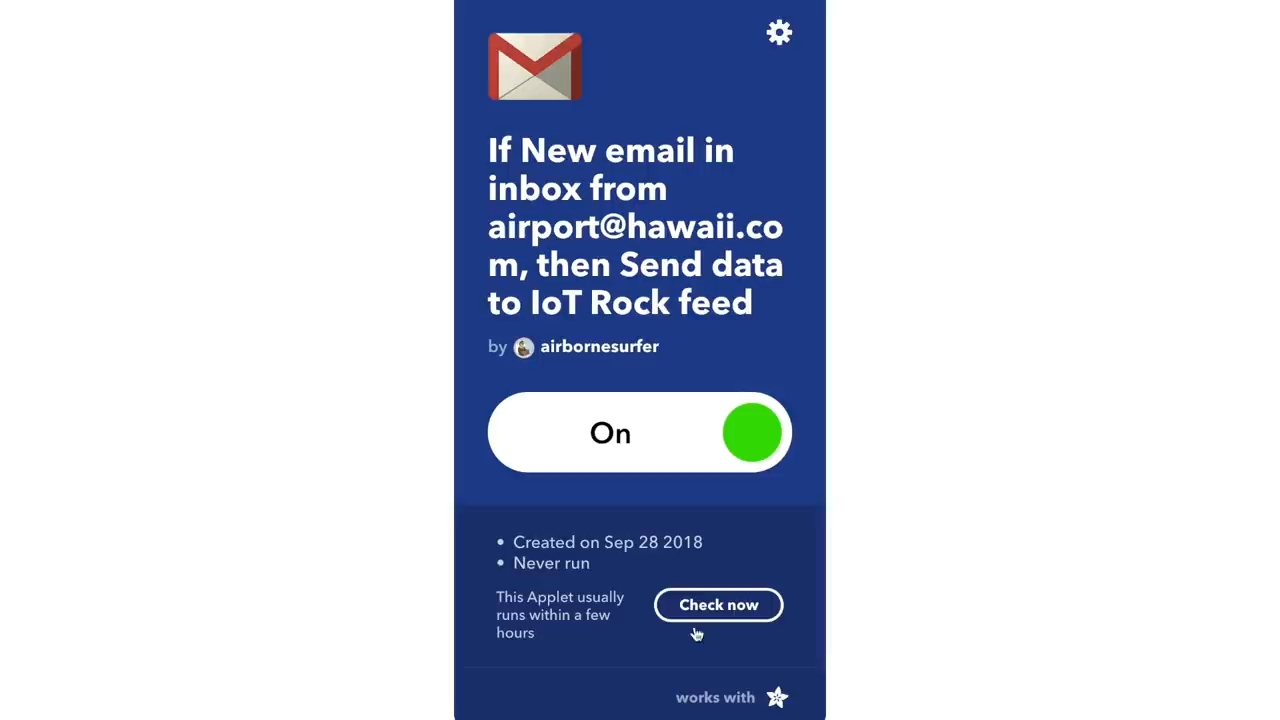 If New email in
inbox from
airport@hawaii.co
m, then Send data
to IoT Rock feed
by airbornesurfer
On
• Created on Sep 28 2018
• Never run
This Applet usually
runs within a few
hours
Check now
works with